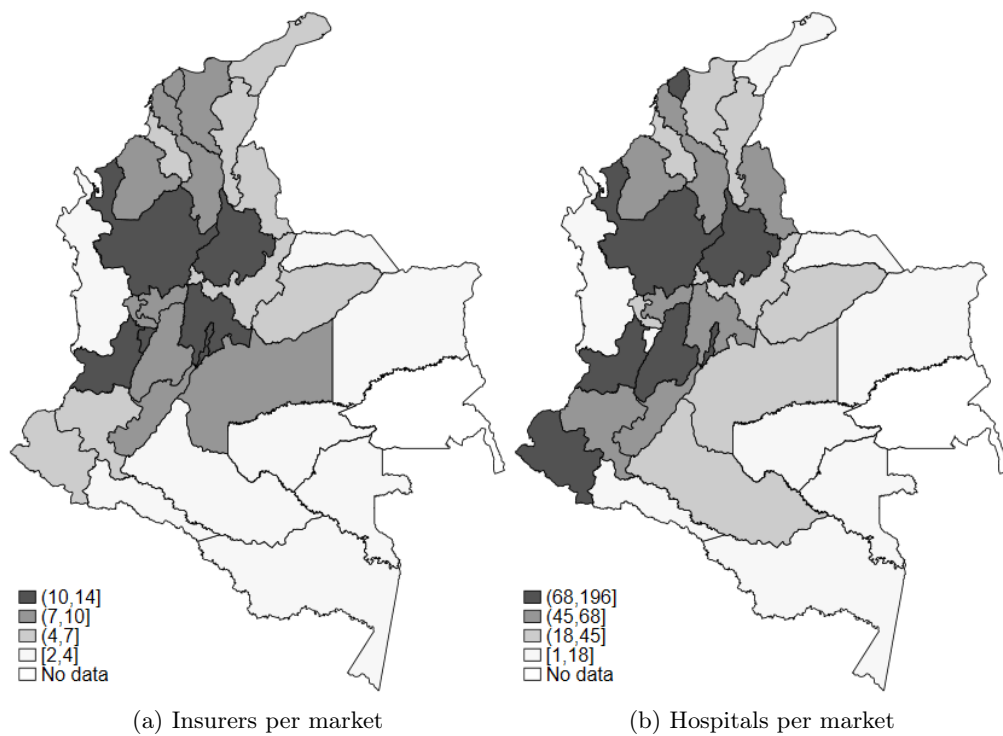 (10,14]
(7,10]
(4,7]
[2,4]
No data
(68,196]
(45,68]
(18,45]
[1,18]
No data
(a) Insurers per market
(b) Hospitals per market